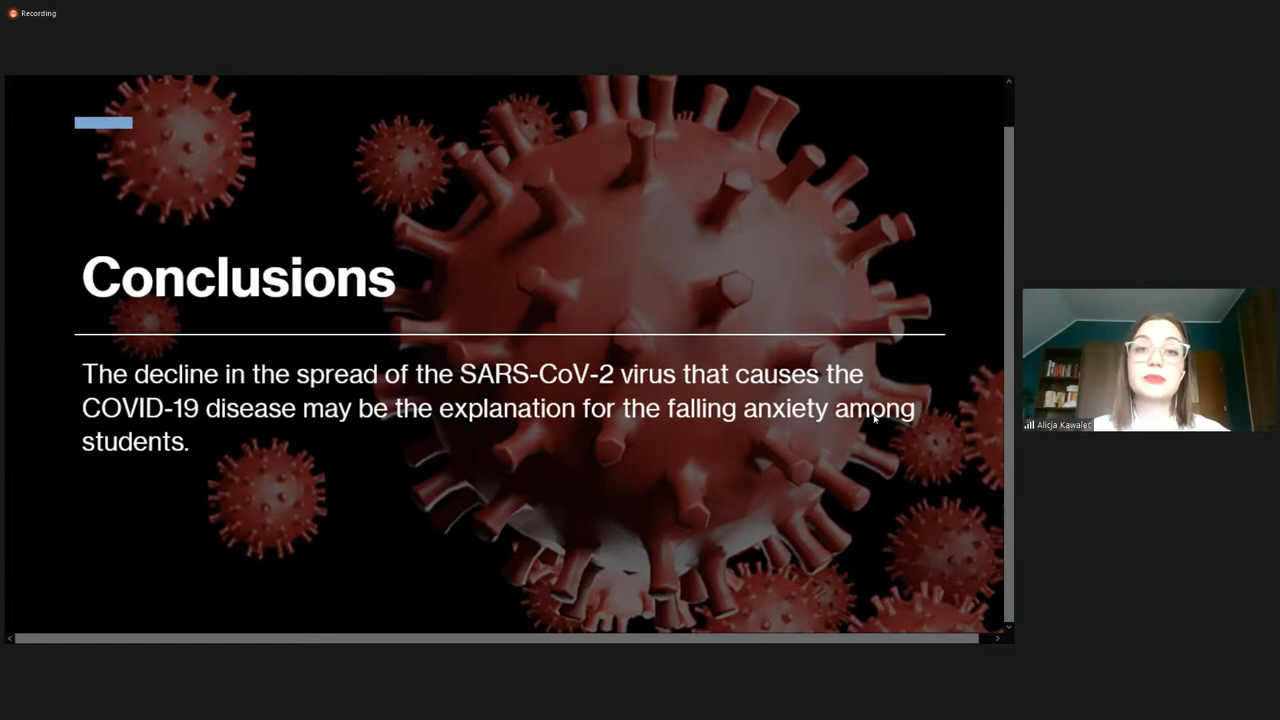 Recording
Conclusions
The decline in the spread of the SARS-CoV-2 virus that causes the
COVID-19 disease may be the explanation for the falling anxiety among
students.
Alicja Kawalec